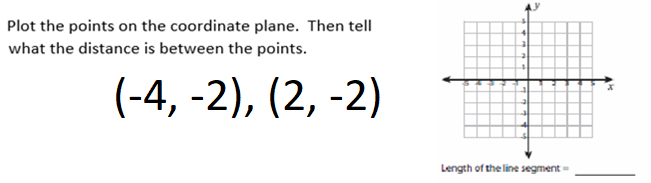 Plot the points on the coordinate plane. Then tell
what the distance is between the points.
(-4, -2), (2, -2)
y
x
Length of the line segment =